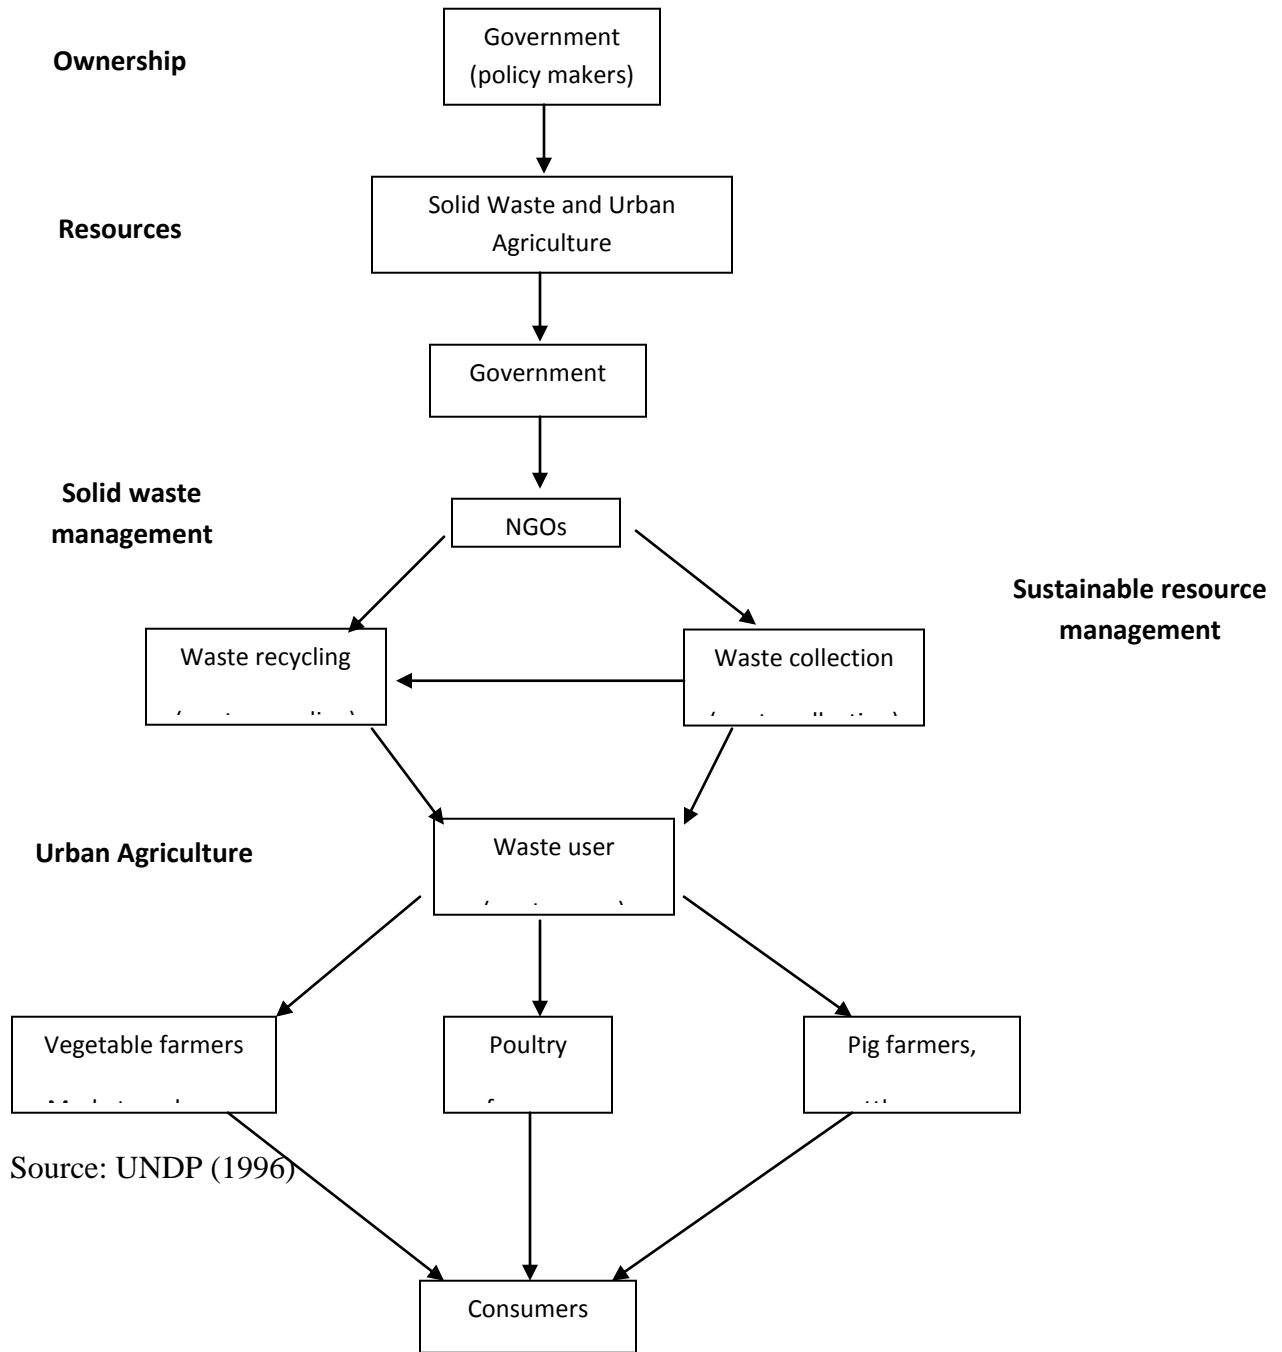 Ownership
Government
(policy makers)
Resources
Solid Waste and Urban
Agriculture
Government
Solid waste
management
NGOs
Sustainable resource
management
Waste recycling
Waste collection
Urban Agriculture
Waste user
Vegetable farmers
Poultry
Pig farmers,
Source: UNDP (1996)
Consumers